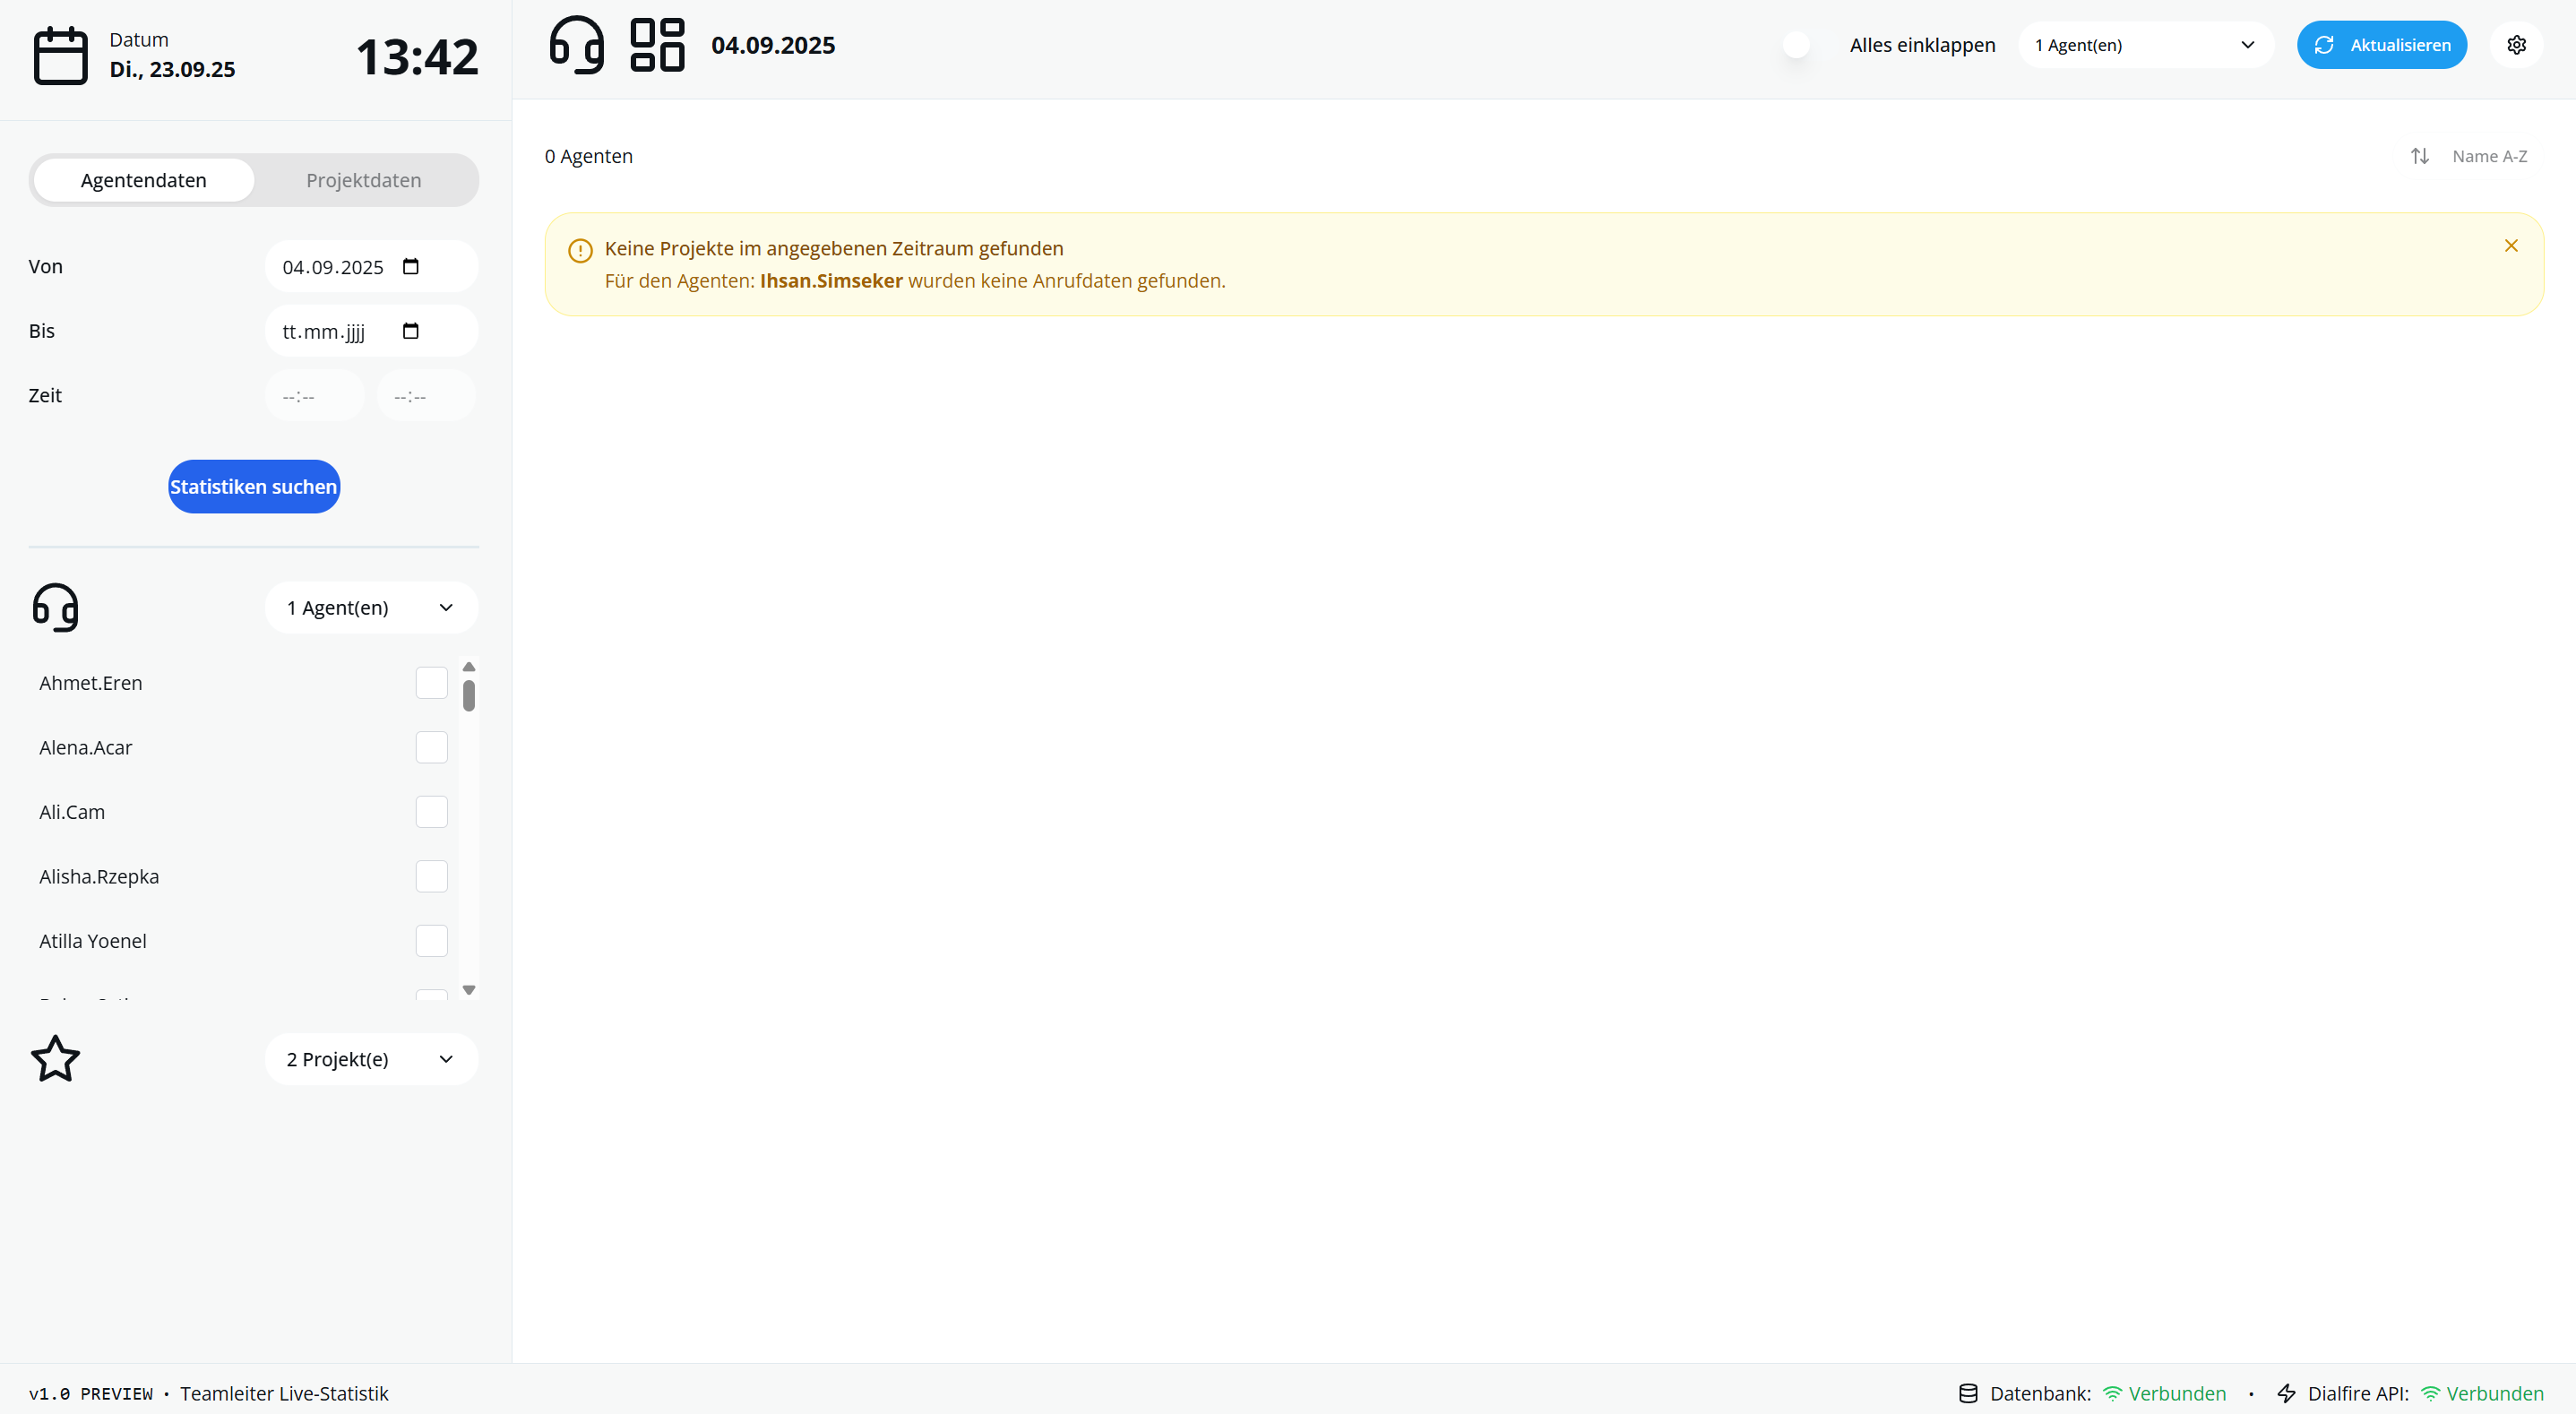 Datum
Di., 23.09.25
13:42
Agentendaten
Projektdaten
Von
04.09.2025
Bis
tt.mm.jjjj
Zeit
--:--
--:--
Statistiken suchen
1 Agent(en)
Ahmet.Eren
Alena.Acar
Ali.Cam
Alisha.Rzepka
Atilla Yoenel
2 Projekt(e)
04.09.2025
Alles einklappen
1 Agent(en)
Aktualisieren
0 Agenten
Name A-Z
Keine Projekte im angegebenen Zeitraum gefunden
Für den Agenten: Ihsan.Simseker wurden keine Anrufdaten gefunden.
v1.0 PREVIEW • Teamleiter Live-Statistik
Datenbank: Verbunden • Dialfire API: Verbunden